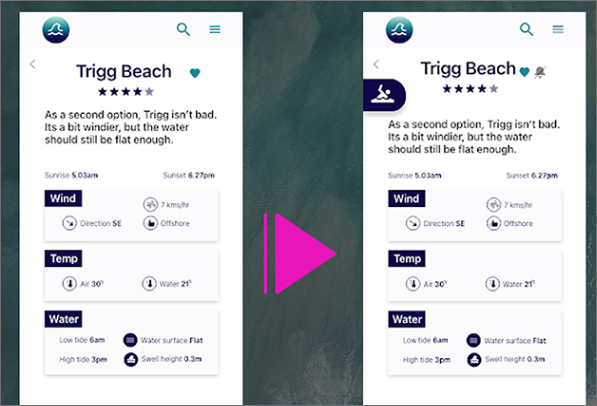 Trigg Beach
As a second option, Trigg isn't bad.
Its a bit windier, but the water
should still be flat enough.
Sunrise 5.03am Sunset 6.27pm
Wind
7 kms/hr
Direction SE Offshore
Temp
Air 30° Water 21°
Water
Low tide 6am Water surface Flat
High tide 3pm Swell height 0.3m
Trigg Beach
As a second option, Trigg isn't bad.
Its a bit windier, but the water
should still be flat enough.
Sunrise 5.03am Sunset 6.27pm
Wind
7 kms/hr
Direction SE Offshore
Temp
Air 30° Water 21°
Water
Low tide 6am Water surface Flat
High tide 3pm Swell height 0.3m